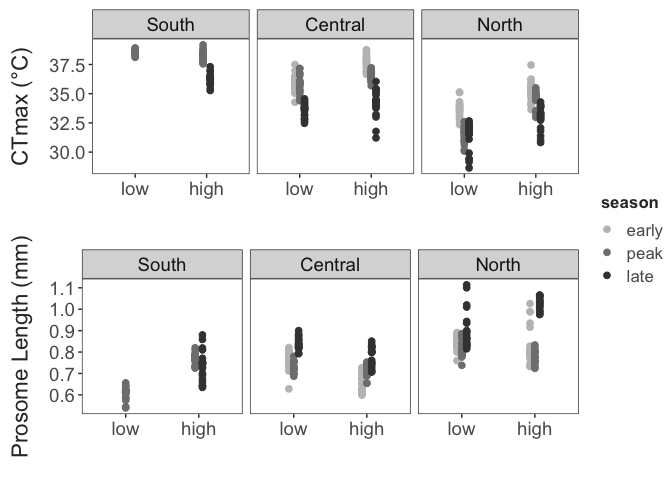 South Central North
CTmax (°C)
37.5
35.0
32.5
30.0
low high low high low high
season
early
peak
late
South Central North
Prosome Length (mm)
1.1
1.0
0.9
0.8
0.7
0.6
low high low high low high